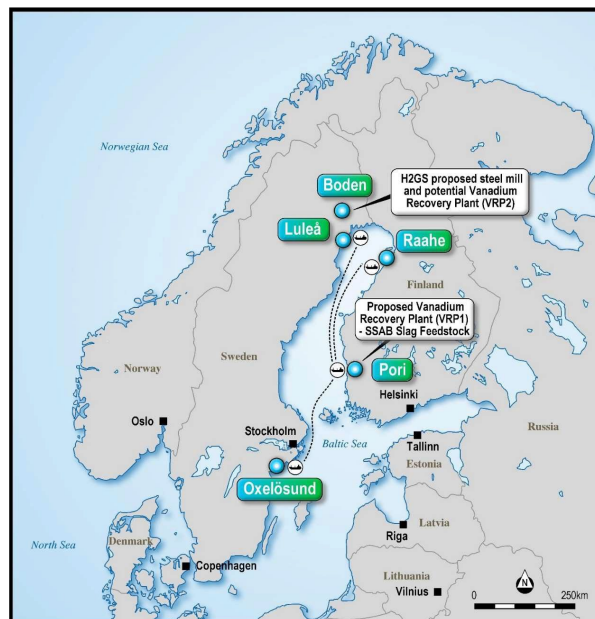 Norwegian Sea
Boden
H2GS proposed steel mill
and potential Vanadium
Recovery Plant (VRP2)
Luleå
Raahe
Finland
Proposed Vanadium
Recovery Plant (VRP1)
- SSAB Slag Feedstock
Sweden
Norway
Pori
Helsinki
Oslo
Stockholm
Baltic Sea
Tallinn
Russia
Estonia
Oxelösund
North Sea
Denmark
Latvia
Riga
Copenhagen
Lithuania
Vilnius
N
0 250km